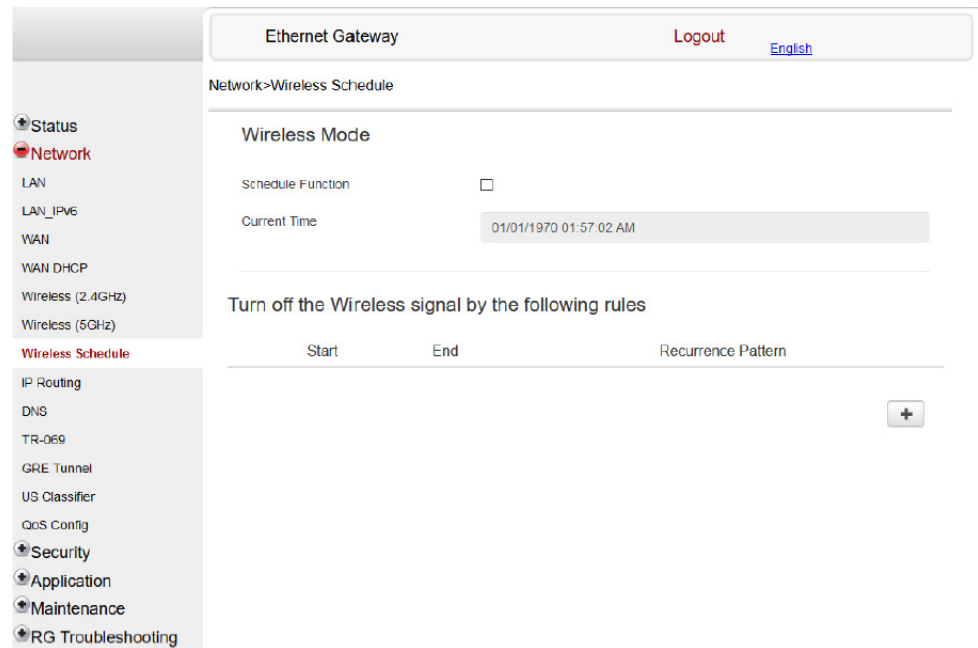 Ethernet Gateway
Logout
English
Network>Wireless Schedule
Status
Network
LAN
LAN_IPv6
WAN
WAN DHCP
Wireless (2.4GHz)
Wireless (5GHz)
Wireless Schedule
IP Routing
DNS
TR-069
GRE Tunnel
US Classifier
QoS Config
Security
Application
Maintenance
RG Troubleshooting
Wireless Mode
Schedule Function
Current Time 01/01/1970 01:57:02 AM
Turn off the Wireless signal by the following rules
Start End Recurrence Pattern
+